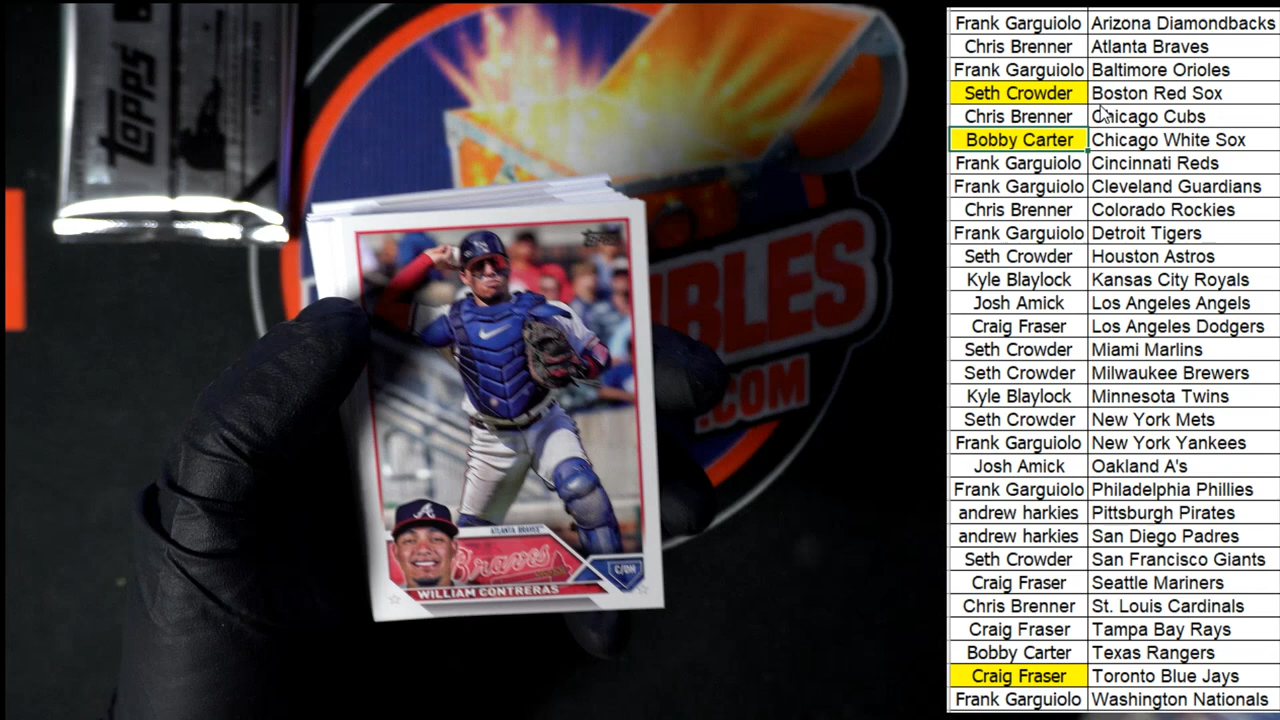 TOPPS
BLES
.COM
Topps
ATLANTA BRAVES
Braves
C/DH
WILLIAM CONTRERAS
Frank Garguiolo Arizona Diamondbacks
Chris Brenner Atlanta Braves
Frank Garguiolo Baltimore Orioles
Seth Crowder Boston Red Sox
Chris Brenner Chicago Cubs
Bobby Carter Chicago White Sox
Frank Garguiolo Cincinnati Reds
Frank Garguiolo Cleveland Guardians
Chris Brenner Colorado Rockies
Frank Garguiolo Detroit Tigers
Seth Crowder Houston Astros
Kyle Blaylock Kansas City Royals
Josh Amick Los Angeles Angels
Craig Fraser Los Angeles Dodgers
Seth Crowder Miami Marlins
Seth Crowder Milwaukee Brewers
Kyle Blaylock Minnesota Twins
Seth Crowder New York Mets
Frank Garguiolo New York Yankees
Josh Amick Oakland A's
Frank Garguiolo Philadelphia Phillies
andrew harkies Pittsburgh Pirates
andrew harkies San Diego Padres
Seth Crowder San Francisco Giants
Craig Fraser Seattle Mariners
Chris Brenner St. Louis Cardinals
Craig Fraser Tampa Bay Rays
Bobby Carter Texas Rangers
Craig Fraser Toronto Blue Jays
Frank Garguiolo Washington Nationals